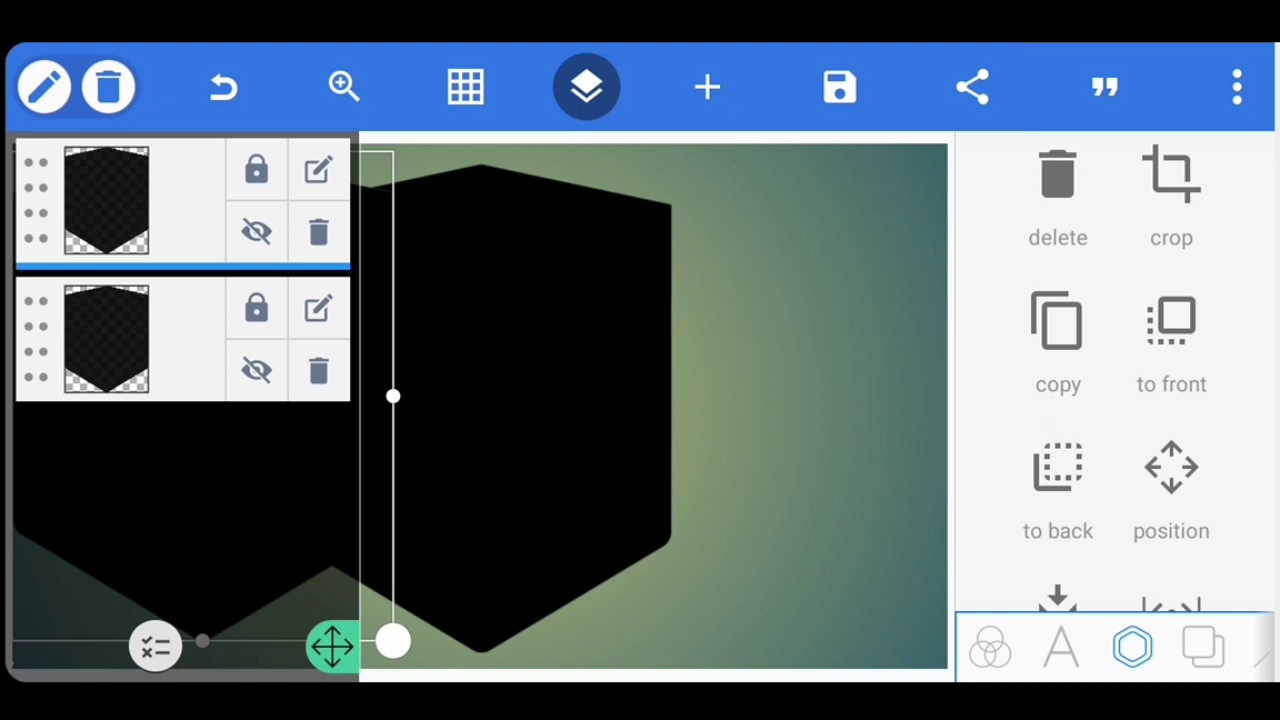 delete
crop
copy
to front
to back
position